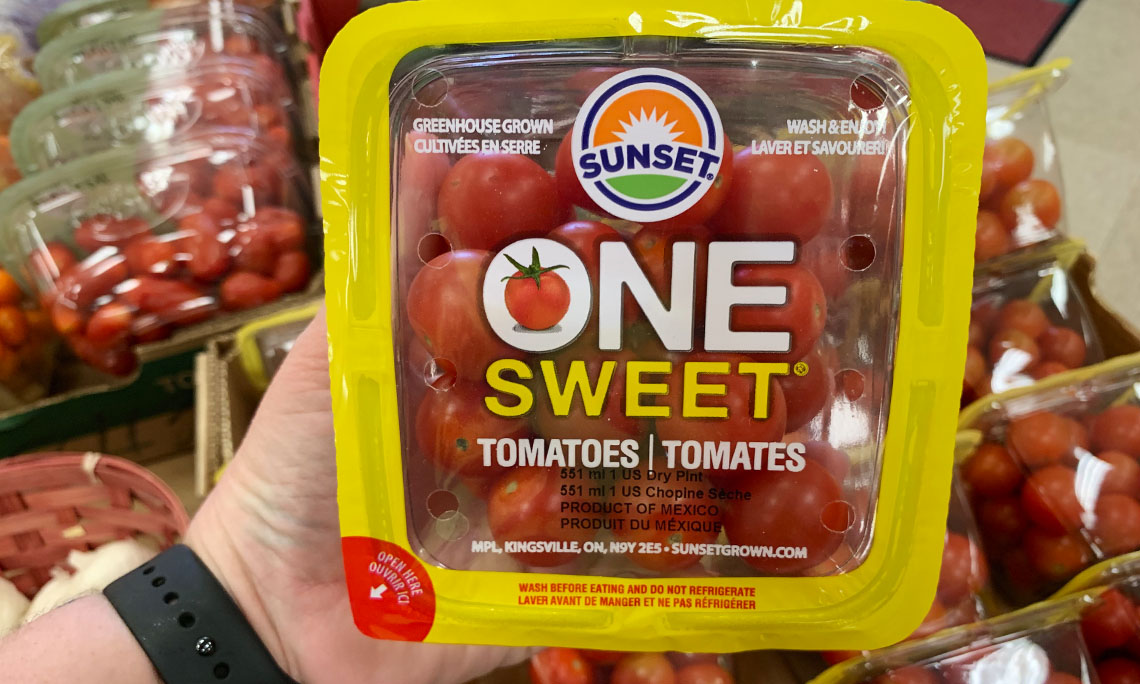 GREENHOUSE GROWN
CULTIVÉES EN SERRE
SUNSET®
WASH & ENJOY!
LAVER ET SAVOURER!
ONE
SWEET®
TOMATOES | TOMATES
551 ml 1 US Dry Pint
551 ml 1 US Chopine Sèche
PRODUCT OF MEXICO
PRODUIT DU MÉXIQUE
MPL, KINGSVILLE, ON, N9Y 2E5 • SUNSETGROWN.COM
OPEN HERE
OUVRIR ICI
WASH BEFORE EATING AND DO NOT REFRIGERATE
LAVER AVANT DE MANGER ET NE PAS RÉFRIGÉRER